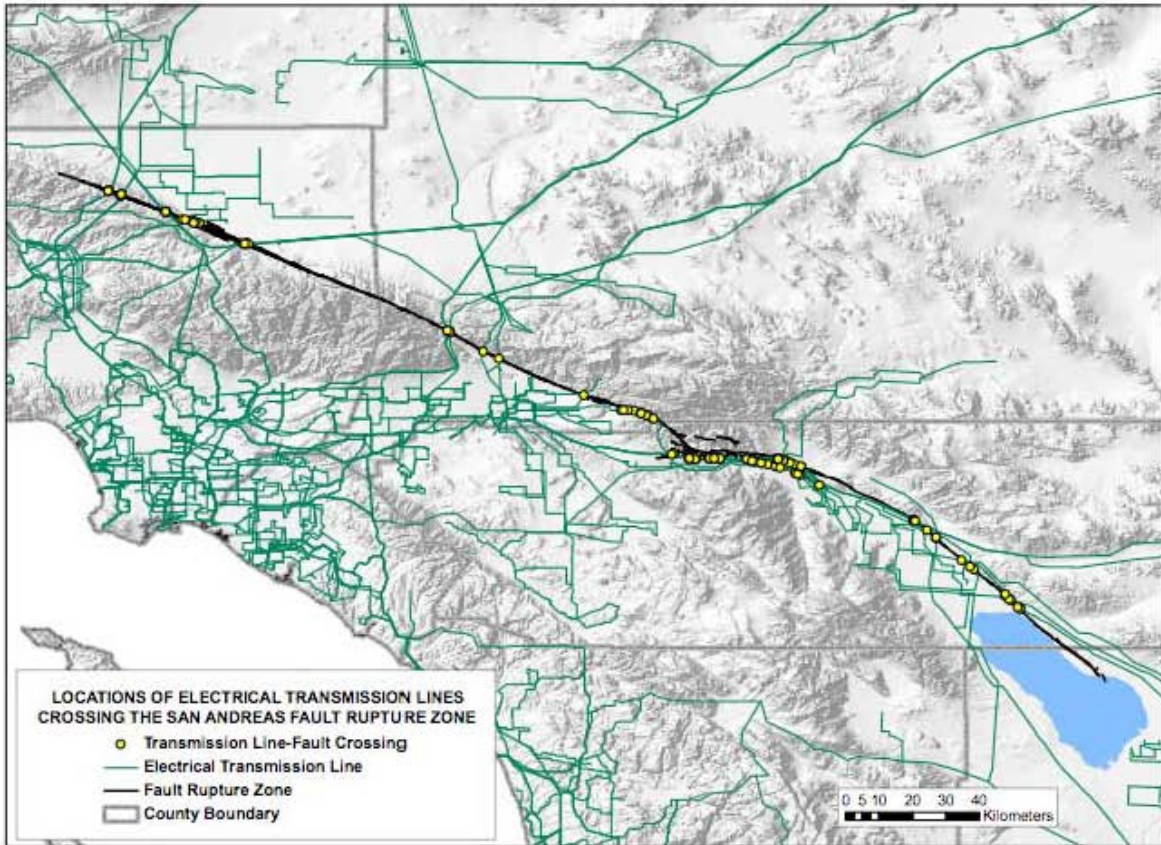 LOCATIONS OF ELECTRICAL TRANSMISSION LINES
CROSSING THE SAN ANDREAS FAULT RUPTURE ZONE
Transmission Line-Fault Crossing
Electrical Transmission Line
Fault Rupture Zone
County Boundary
0 5 10 20 30 40
Kilometers